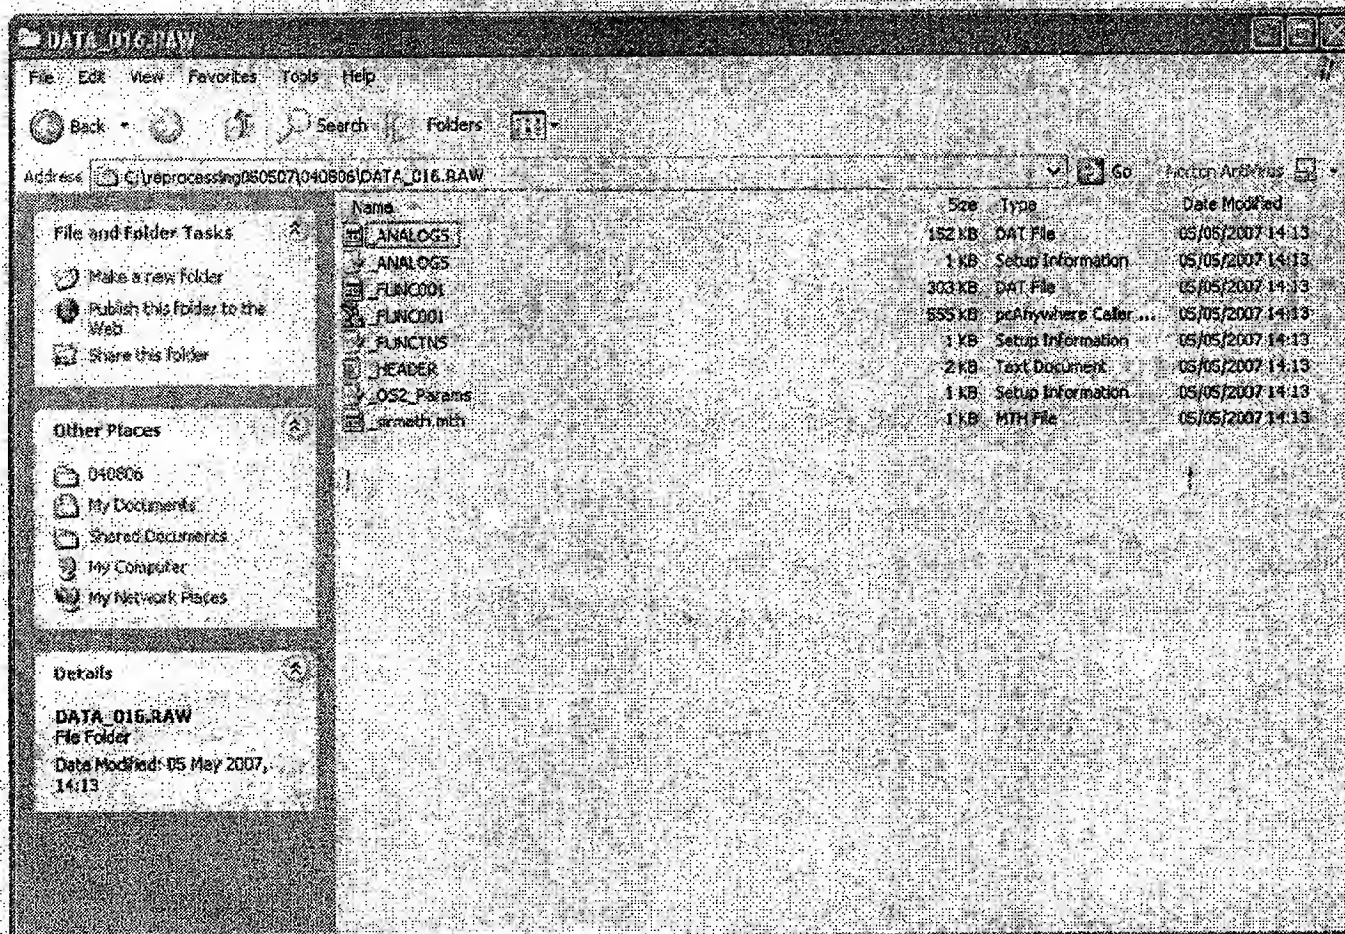 DATA_016.RAW
File Edit View Favorites Tools Help
Back Search Folders
Address C:\reprocessing050507\040806\DATA_016.RAW Go Norton AntiVirus
Name Size Type Date Modified
File and Folder Tasks
Make a new folder
Publish this folder to the
Web
Share this folder
Other Places
040806
My Documents
Shared Documents
My Computer
My Network Places
Details
DATA_016.RAW
File Folder
Date Modified: 05 May 2007,
14:13
_ANALOGS 152 KB DAT File 05/05/2007 14:13
_ANALOGS 1 KB Setup Information 05/05/2007 14:13
_FUNC001 303 KB DAT File 05/05/2007 14:13
_FUNC001 555 KB pcAnywhere Caller ... 05/05/2007 14:13
_FUNCTNS 1 KB Setup Information 05/05/2007 14:13
_HEADER 2 KB Text Document 05/05/2007 14:13
_OS2_Params 1 KB Setup Information 05/05/2007 14:13
1 KB MTH File 05/05/2007 14:13